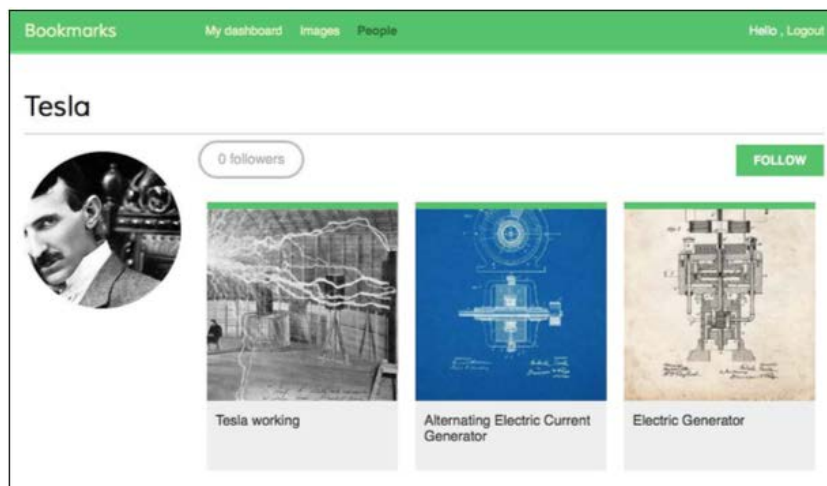 Bookmarks
My dashboard Images People
Hello , Logout
Tesla
0 followers
FOLLOW
Tesla working
Alternating Electric Current
Generator
Electric Generator